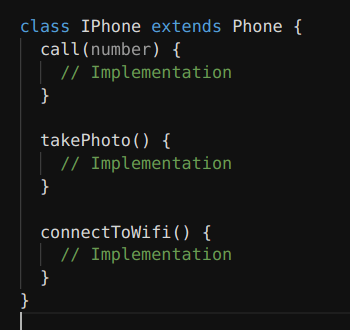 class IPhone extends Phone {
  call(number) {
    // Implementation
  }

  takePhoto() {
    // Implementation
  }

  connectToWifi() {
    // Implementation
  }
}